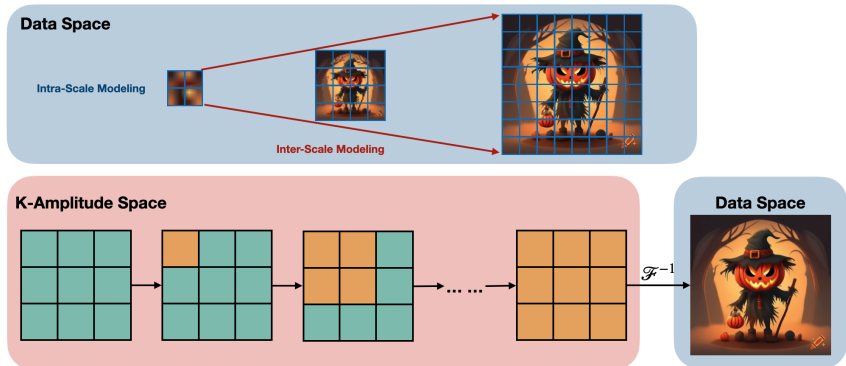 Data Space
Intra-Scale Modeling
Inter-Scale Modeling
K-Amplitude Space
... ...
ℱ⁻¹
Data Space